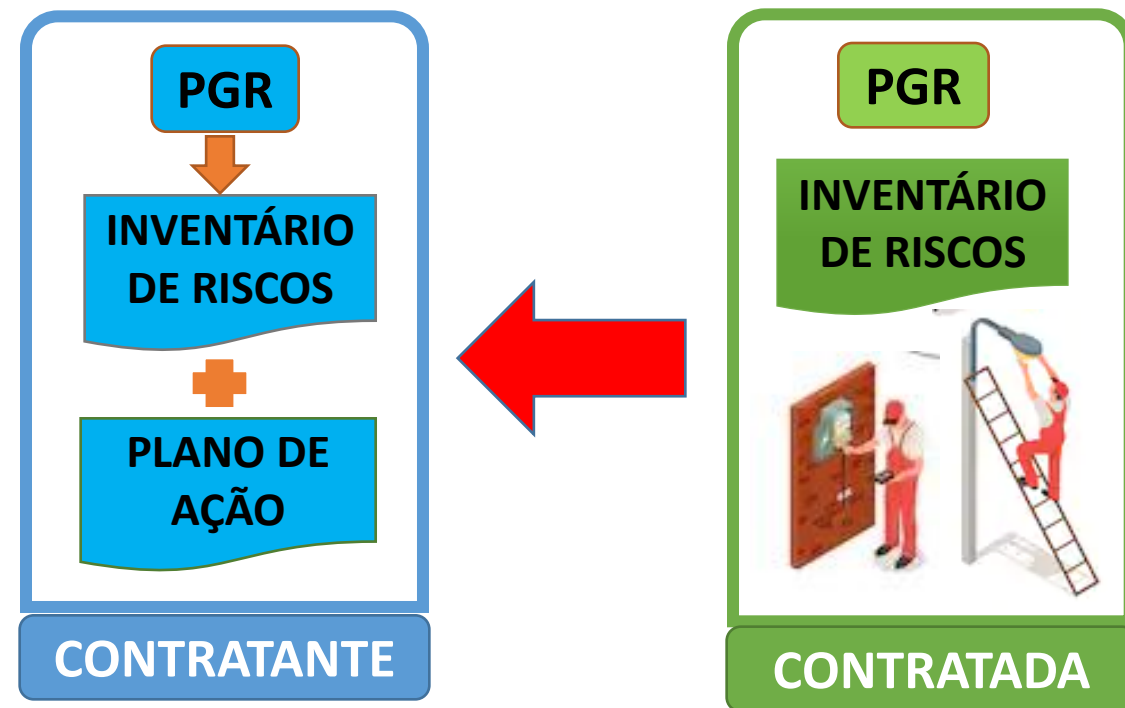 PGR
INVENTÁRIO
DE RISCOS
PLANO DE
AÇÃO
CONTRATANTE
PGR
INVENTÁRIO
DE RISCOS
CONTRATADA